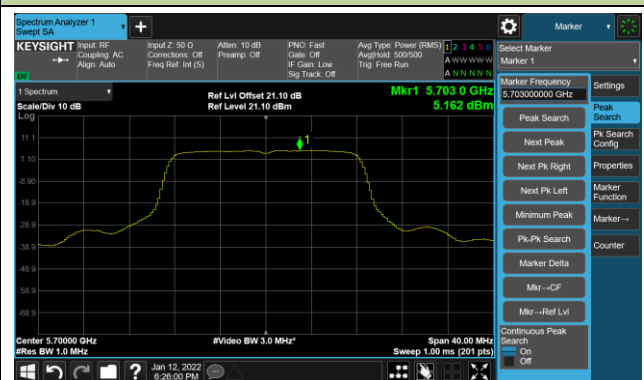 Spectrum Analyzer 1
Swept SA
Marker
KEYSIGHT
Input: RF
Coupling: AC
Align: Auto
Input Z: 50 Ω
Corrections: Off
Freq Ref: Int (S)
Atten: 10 dB
Preamp: Off
PNO: Fast
Gate: Off
IF Gain: Low
Sig Track: Off
Avg Type: Power (RMS)
Avg|Hold: 500/500
Trig: Free Run
1 2 3 4 5 6
A W W W W W
A N N N N N
Select Marker
Marker 1
Marker Frequency
5.703000000 GHz
Settings
Peak Search
Next Peak
Next Pk Right
Next Pk Left
Minimum Peak
Pk-Pk Search
Marker Delta
Mkr→CF
Mkr→Ref Lvl
Continuous Peak
Search
On
Off
Peak
Search
Pk Search
Config
Properties
Marker
Function
Marker→
Counter
1 Spectrum
Scale/Div 10 dB
Log
Ref Lvl Offset 21.10 dB
Ref Level 21.10 dBm
Mkr1 5.703 0 GHz
5.162 dBm
1
11.1
1.10
-8.90
-18.9
-28.9
-38.9
-48.9
-58.9
-68.9
Center 5.70000 GHz
#Res BW 1.0 MHz
#Video BW 3.0 MHz*
Span 40.00 MHz
Sweep 1.00 ms (201 pts)
Jan 12, 2022
6:26:00 PM